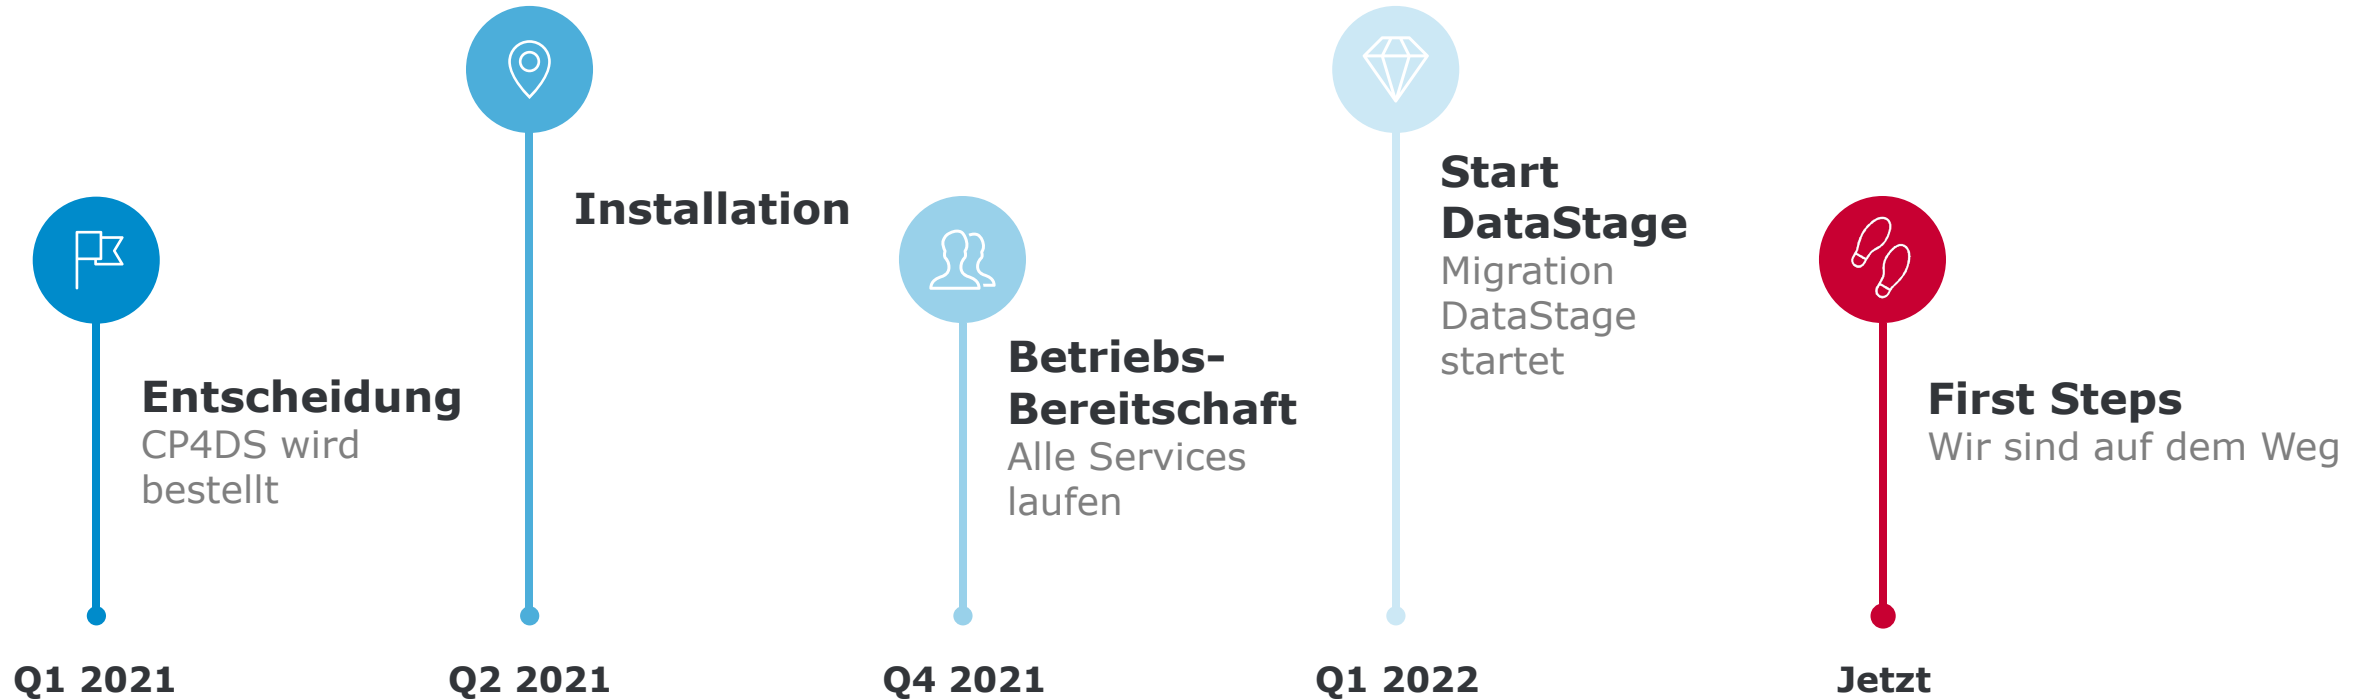 Entscheidung
CP4DS wird
bestellt
Q1 2021
Installation
Q2 2021
Betriebs-
Bereitschaft
Alle Services
laufen
Q4 2021
Start
DataStage
Migration
DataStage
startet
Q1 2022
First Steps
Wir sind auf dem Weg
Jetzt